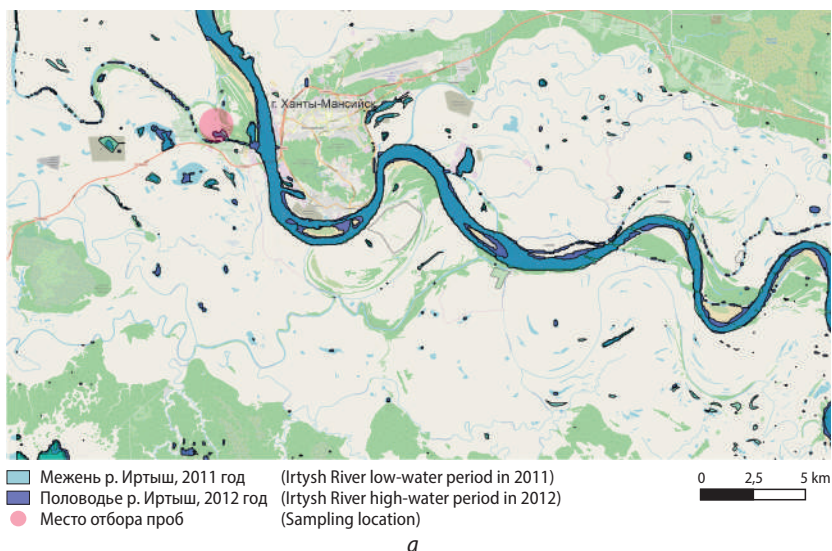 г. Ханты-Мансийск
Межень р. Иртыш, 2011 год (Irtysh River low-water period in 2011)
Половодье р. Иртыш, 2012 год (Irtysh River high-water period in 2012)
Место отбора проб (Sampling location)
0 2,5 5 km
a